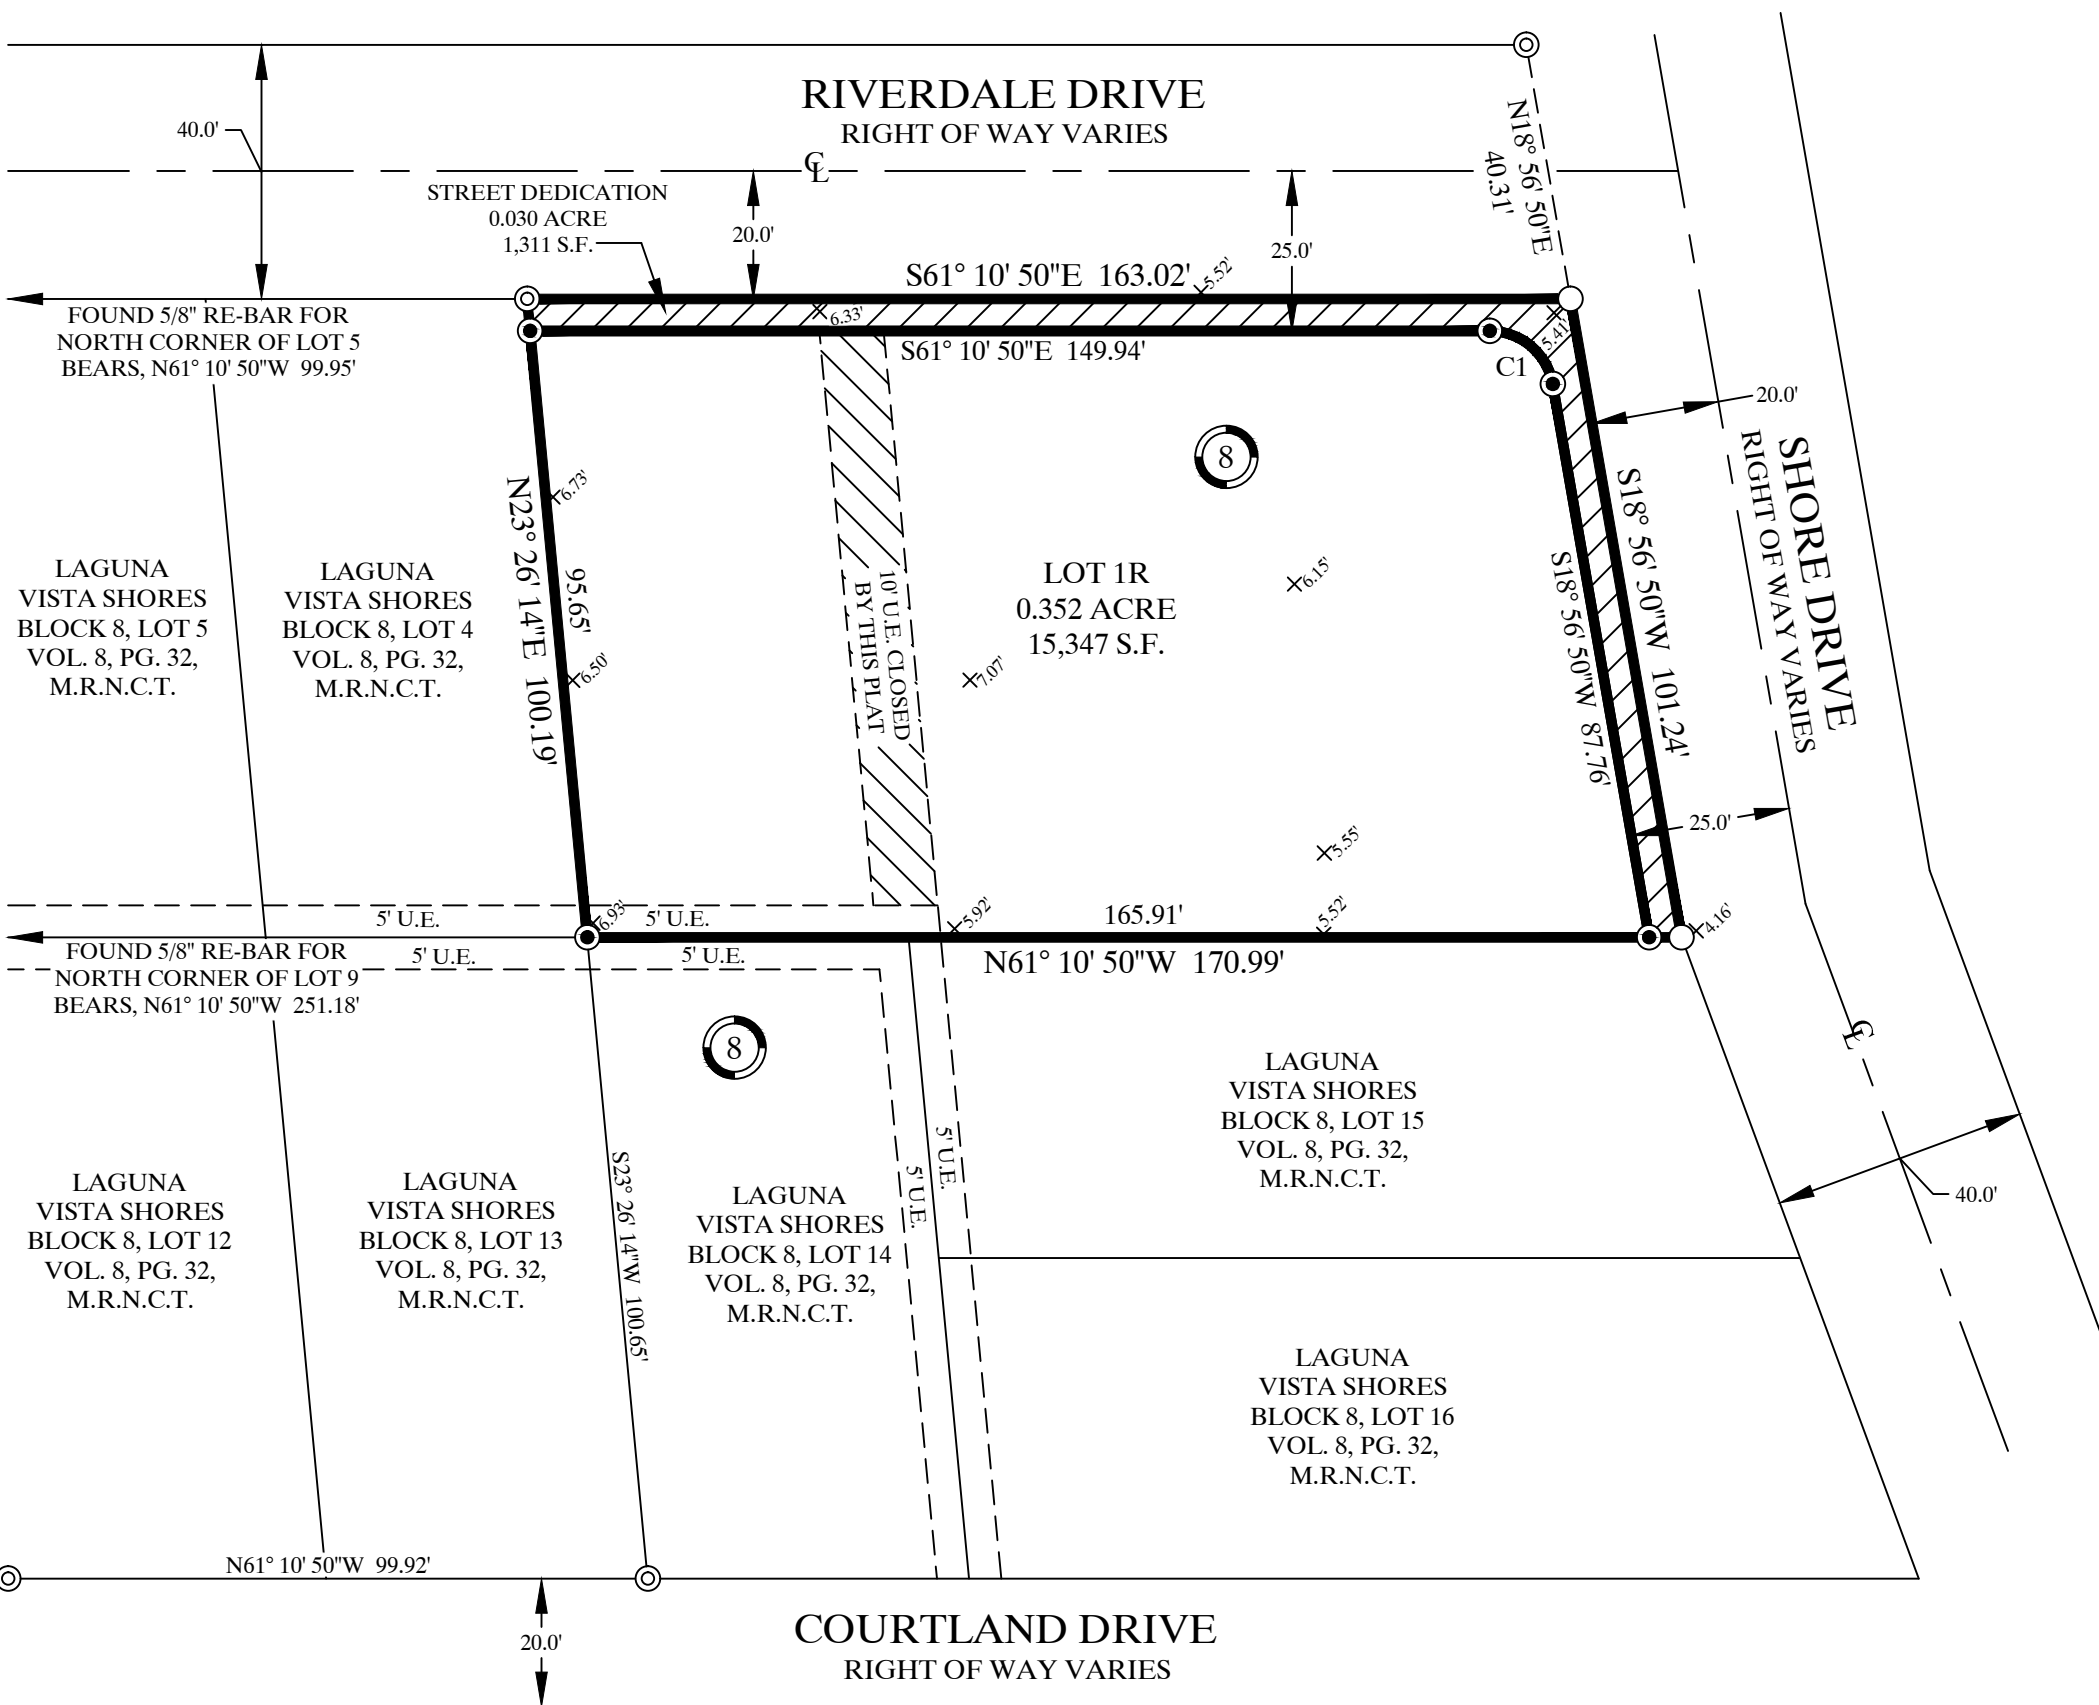 RIVERDALE DRIVE
RIGHT OF WAY VARIES
40.0'
℄
STREET DEDICATION
0.030 ACRE
1,311 S.F.
20.0'
25.0'
N18° 56' 50"E
40.31'
S61° 10' 50"E 163.02'
5.52'
FOUND 5/8" RE-BAR FOR
NORTH CORNER OF LOT 5
BEARS, N61° 10' 50"W 99.95'
6.33'
5.41'
S61° 10' 50"E 149.94'
C1
20.0'
SHORE DRIVE
RIGHT OF WAY VARIES
8
6.73'
N23° 26' 14"E 100.19'
95.65'
6.50'
LAGUNA
VISTA SHORES
BLOCK 8, LOT 5
VOL. 8, PG. 32,
M.R.N.C.T.
LAGUNA
VISTA SHORES
BLOCK 8, LOT 4
VOL. 8, PG. 32,
M.R.N.C.T.
10' U.E. CLOSED
BY THIS PLAT
LOT 1R
0.352 ACRE
15,347 S.F.
6.15'
7.07'
S18° 56' 50"W 101.24'
S18° 56' 50"W 87.76'
25.0'
5.55'
6.93'
5' U.E.
5' U.E.
5.92'
165.91'
5.52'
4.16'
FOUND 5/8" RE-BAR FOR
NORTH CORNER OF LOT 9
BEARS, N61° 10' 50"W 251.18'
5' U.E.
5' U.E.
N61° 10' 50"W 170.99'
8
℄
LAGUNA
VISTA SHORES
BLOCK 8, LOT 15
VOL. 8, PG. 32,
M.R.N.C.T.
40.0'
LAGUNA
VISTA SHORES
BLOCK 8, LOT 12
VOL. 8, PG. 32,
M.R.N.C.T.
LAGUNA
VISTA SHORES
BLOCK 8, LOT 13
VOL. 8, PG. 32,
M.R.N.C.T.
S23° 26' 14"W 100.65'
LAGUNA
VISTA SHORES
BLOCK 8, LOT 14
VOL. 8, PG. 32,
M.R.N.C.T.
5' U.E.
5' U.E.
LAGUNA
VISTA SHORES
BLOCK 8, LOT 16
VOL. 8, PG. 32,
M.R.N.C.T.
N61° 10' 50"W 99.92'
20.0'
COURTLAND DRIVE
RIGHT OF WAY VARIES